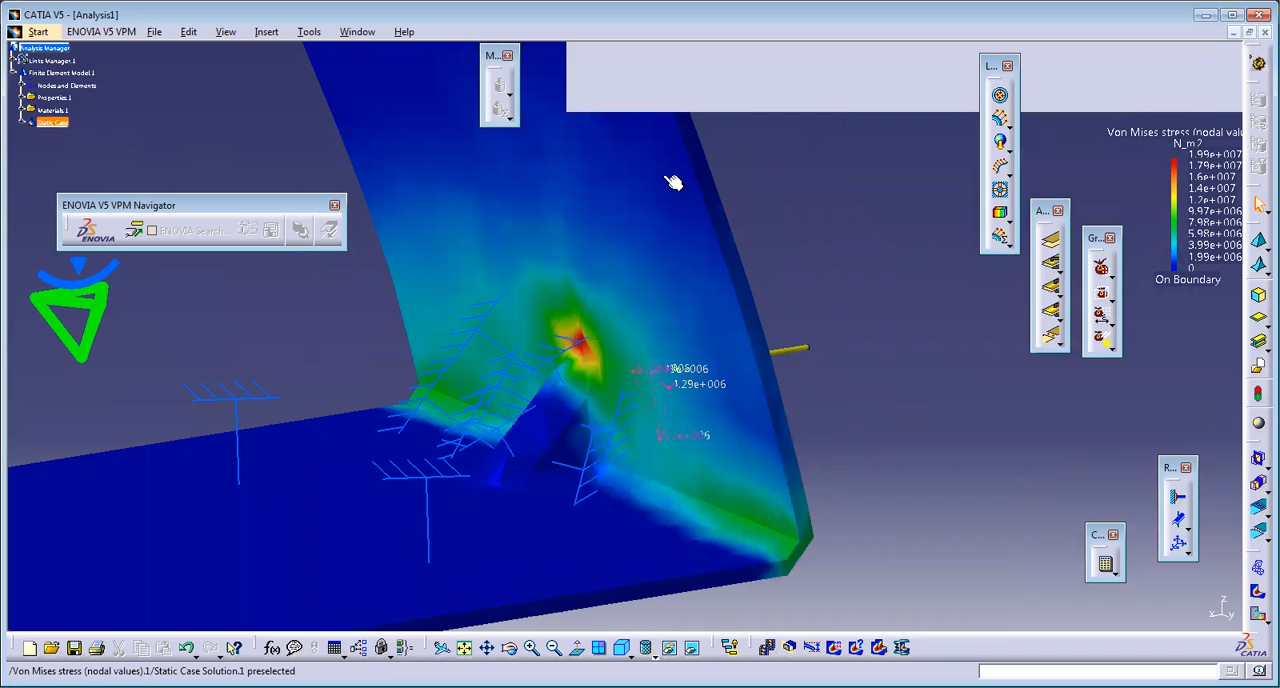 CATIA V5 - [Analysis1]
Start ENOVIA V5 VPM File Edit View Insert Tools Window Help
Analysis Manager
Links Manager.1
Finite Element Model.1
Nodes and Elements
Properties.1
Materials.1
Static Case
M...
L...
Von Mises stress (nodal valu
N_m2
1.99e+007
1.79e+007
1.6e+007
1.4e+007
1.2e+007
9.97e+006
7.98e+006
5.98e+006
3.99e+006
1.99e+006
0
On Boundary
ENOVIA V5 VPM Navigator
ENOVIA
ENOVIA Search...
A...
Gr...
1.29e+006
R...
C...
z
x
y
CATIA
/Von Mises stress (nodal values).1/Static Case Solution.1 preselected